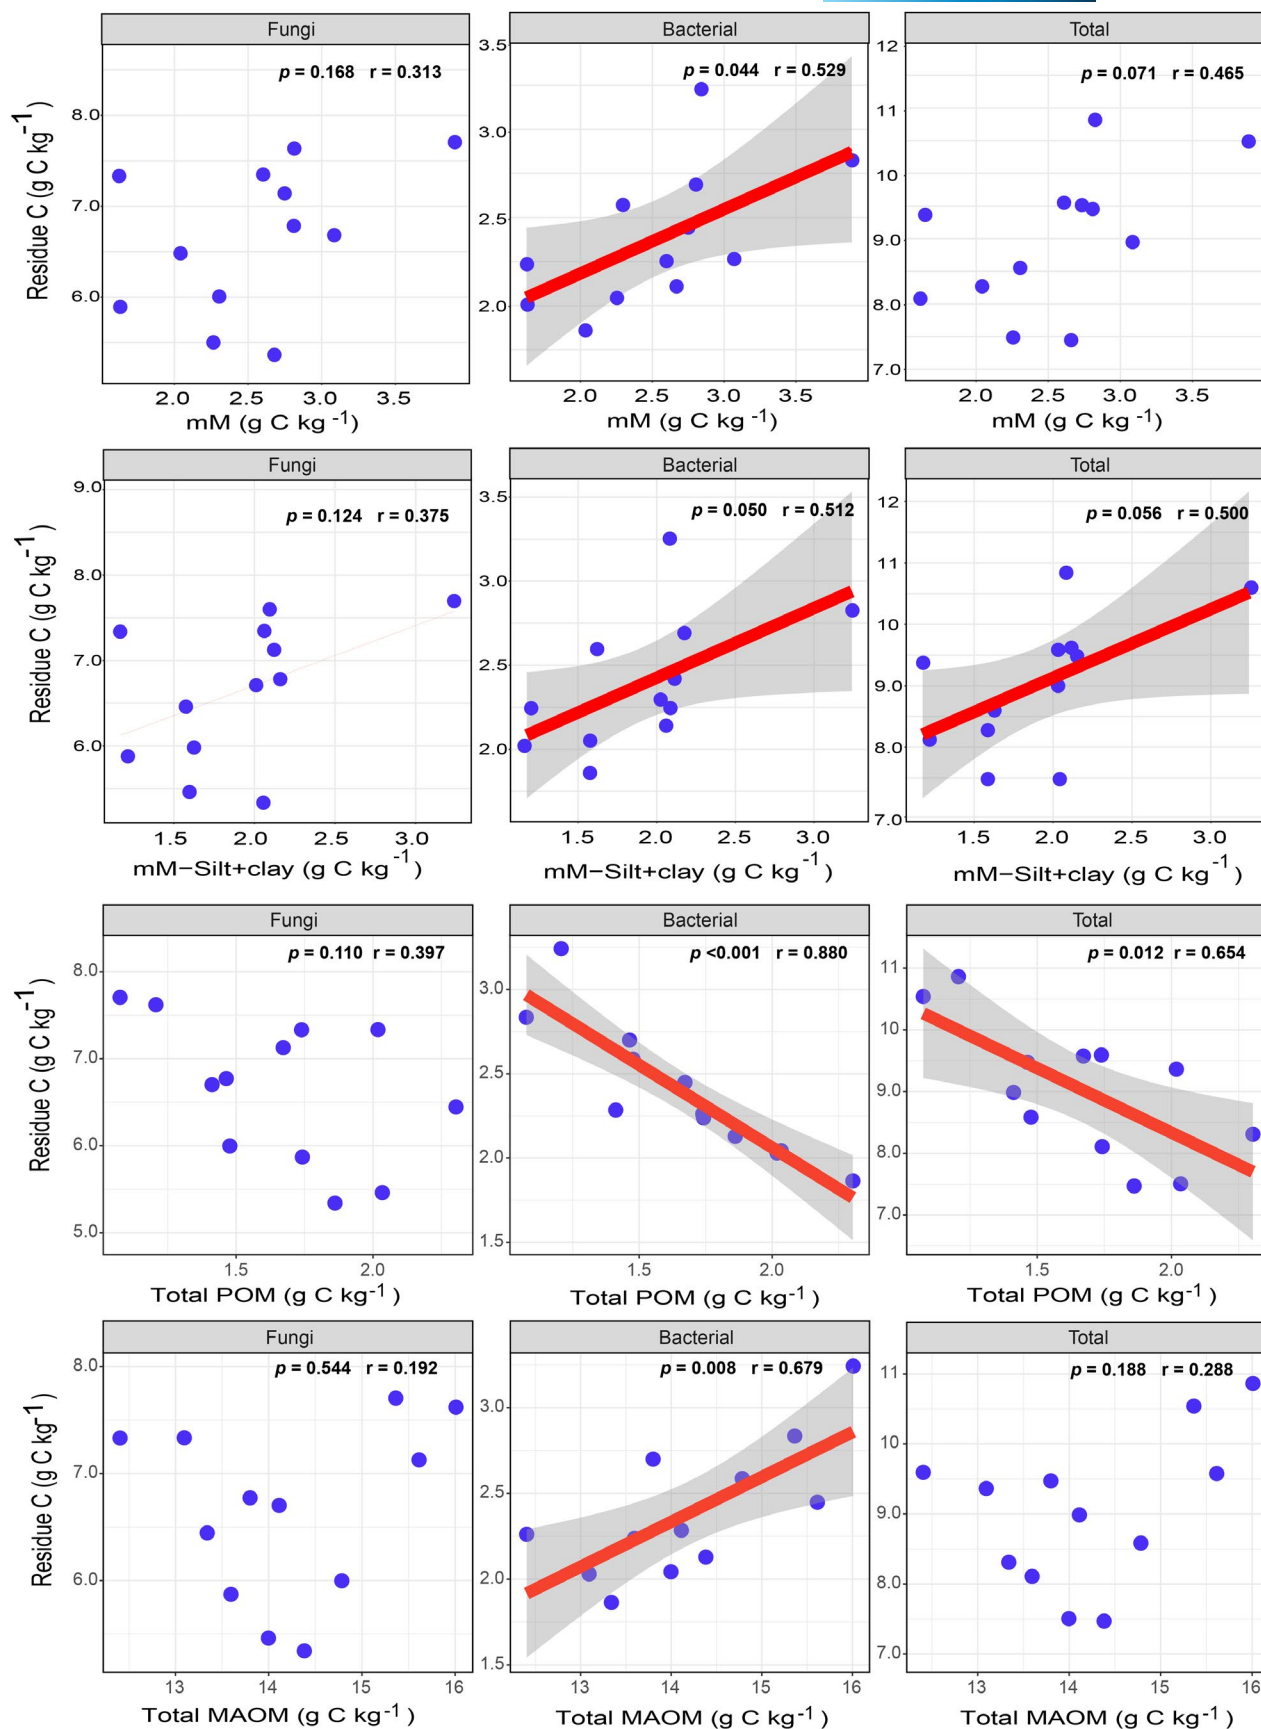 Fungi
Bacterial
Total
p = 0.168 r = 0.313
p = 0.044 r = 0.529
p = 0.071 r = 0.465
Residue C (g C kg-1)
8.0
7.0
6.0
3.5
3.0
2.5
2.0
12
11
10
9.0
8.0
7.0
2.0 2.5 3.0 3.5
2.0 2.5 3.0 3.5
2.0 2.5 3.0 3.5
mM (g C kg -1)
mM (g C kg -1)
mM (g C kg -1)
Fungi
Bacterial
Total
p = 0.124 r = 0.375
p = 0.050 r = 0.512
p = 0.056 r = 0.500
Residue C (g C kg-1)
9.0
8.0
7.0
6.0
3.5
3.0
2.5
2.0
12
11
10
9.0
8.0
7.0
1.5 2.0 2.5 3.0
1.5 2.0 2.5 3.0
1.5 2.0 2.5 3.0
mM−Silt+clay (g C kg -1)
mM−Silt+clay (g C kg -1)
mM−Silt+clay (g C kg -1)
Fungi
Bacterial
Total
p = 0.110 r = 0.397
p <0.001 r = 0.880
p = 0.012 r = 0.654
Residue C (g C kg-1)
8.0
7.0
6.0
5.0
3.0
2.5
2.0
1.5
11
10
9.0
8.0
7.0
1.5 2.0
1.5 2.0
1.5 2.0
Total POM (g C kg-1)
Total POM (g C kg-1)
Total POM (g C kg-1)
Fungi
Bacterial
Total
p = 0.544 r = 0.192
p = 0.008 r = 0.679
p = 0.188 r = 0.288
Residue C (g C kg-1)
8.0
7.0
6.0
3.0
2.5
2.0
1.5
11
10
9.0
8.0
7.0
13 14 15 16
13 14 15 16
13 14 15 16
Total MAOM (g C kg-1)
Total MAOM (g C kg-1)
Total MAOM (g C kg-1)